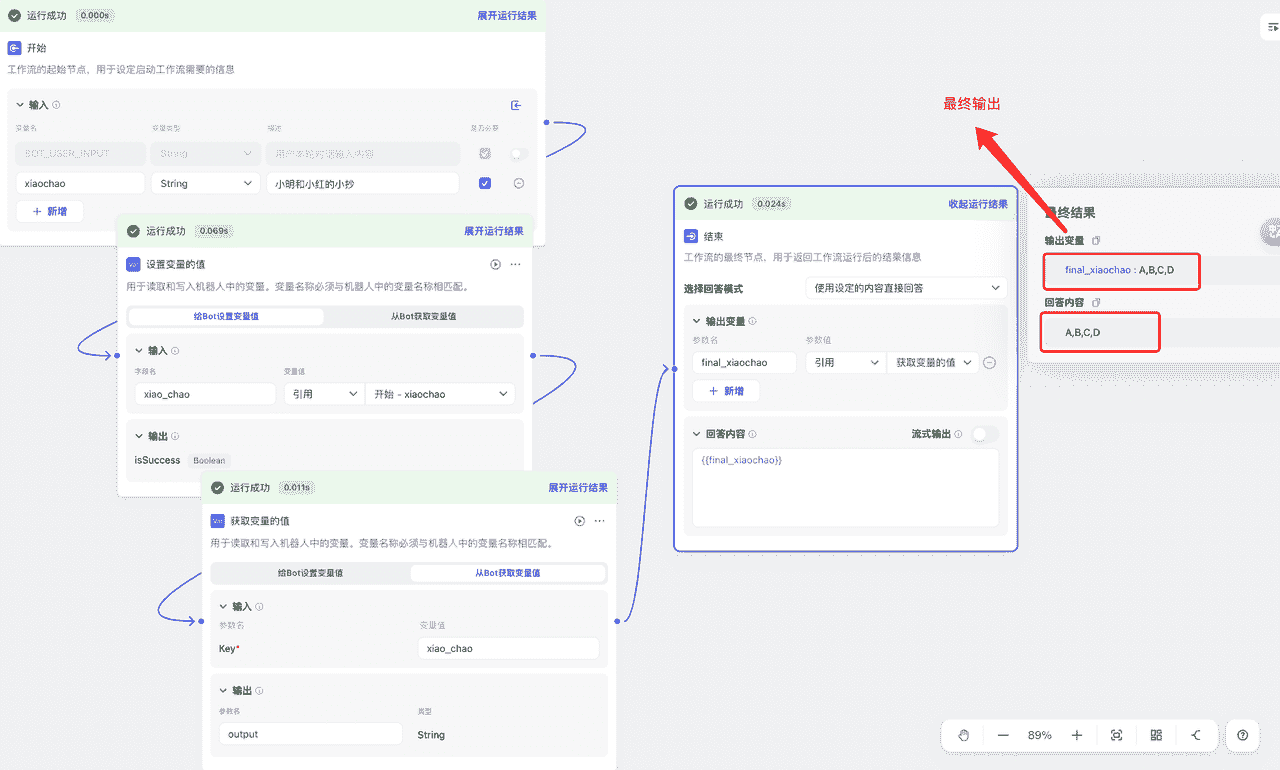 运行成功 0.000s 展开运行结果
开始
工作流的起始节点，用于设定启动工作流需要的信息
输入
变量名 变量类型 描述 是否必要
BOT_USER_INPUT String
xiaochao String 小明和小红的小抄
+ 新增
运行成功 0.069s 展开运行结果
设置变量的值
用于读取和写入机器人中的变量。变量名称必须与机器人中的变量名称相匹配。
给Bot设置变量值 从Bot获取变量值
输入
字段名 变量值
xiao_chao 引用 开始 - xiaochao
输出
isSuccess Boolean
运行成功 0.011s 展开运行结果
获取变量的值
用于读取和写入机器人中的变量。变量名称必须与机器人中的变量名称相匹配。
给Bot设置变量值 从Bot获取变量值
输入
参数名 变量值
Key* xiao_chao
输出
参数名 类型
output String
运行成功 0.024s 收起运行结果
结束
工作流的最终节点，用于返回工作流运行后的结果信息
选择回答模式 使用设定的内容直接回答
输出变量
参数名 参数值
final_xiaochao 引用 获取变量的值
+ 新增
回答内容 流式输出
{{final_xiaochao}}
最终输出
最终结果
输出变量
final_xiaochao : A,B,C,D
回答内容
A,B,C,D
89%